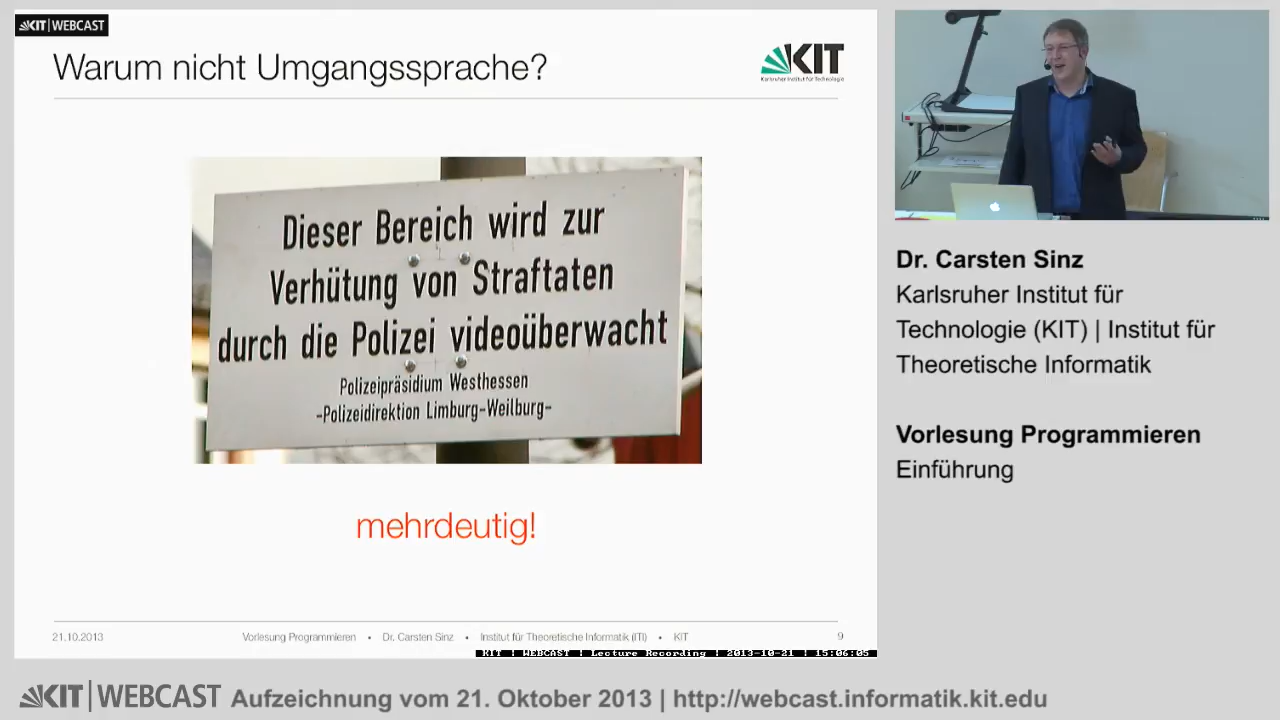 KIT | WEBCAST
Warum nicht Umgangssprache?
KIT
Karlsruher Institut für Technologie
Dieser Bereich wird zur
Verhütung von Straftaten
durch die Polizei videoüberwacht
Polizeipräsidium Westhessen
-Polizeidirektion Limburg-Weilburg-
mehrdeutig!
21.10.2013 Vorlesung Programmieren • Dr. Carsten Sinz • Institut für Theoretische Informatik (ITI) • KIT 9
KIT | WEBCAST | Lecture Recording | 2013-10-21 | 15:06:05
Dr. Carsten Sinz
Karlsruher Institut für
Technologie (KIT) | Institut für
Theoretische Informatik
Vorlesung Programmieren
Einführung
KIT | WEBCAST Aufzeichnung vom 21. Oktober 2013 | http://webcast.informatik.kit.edu